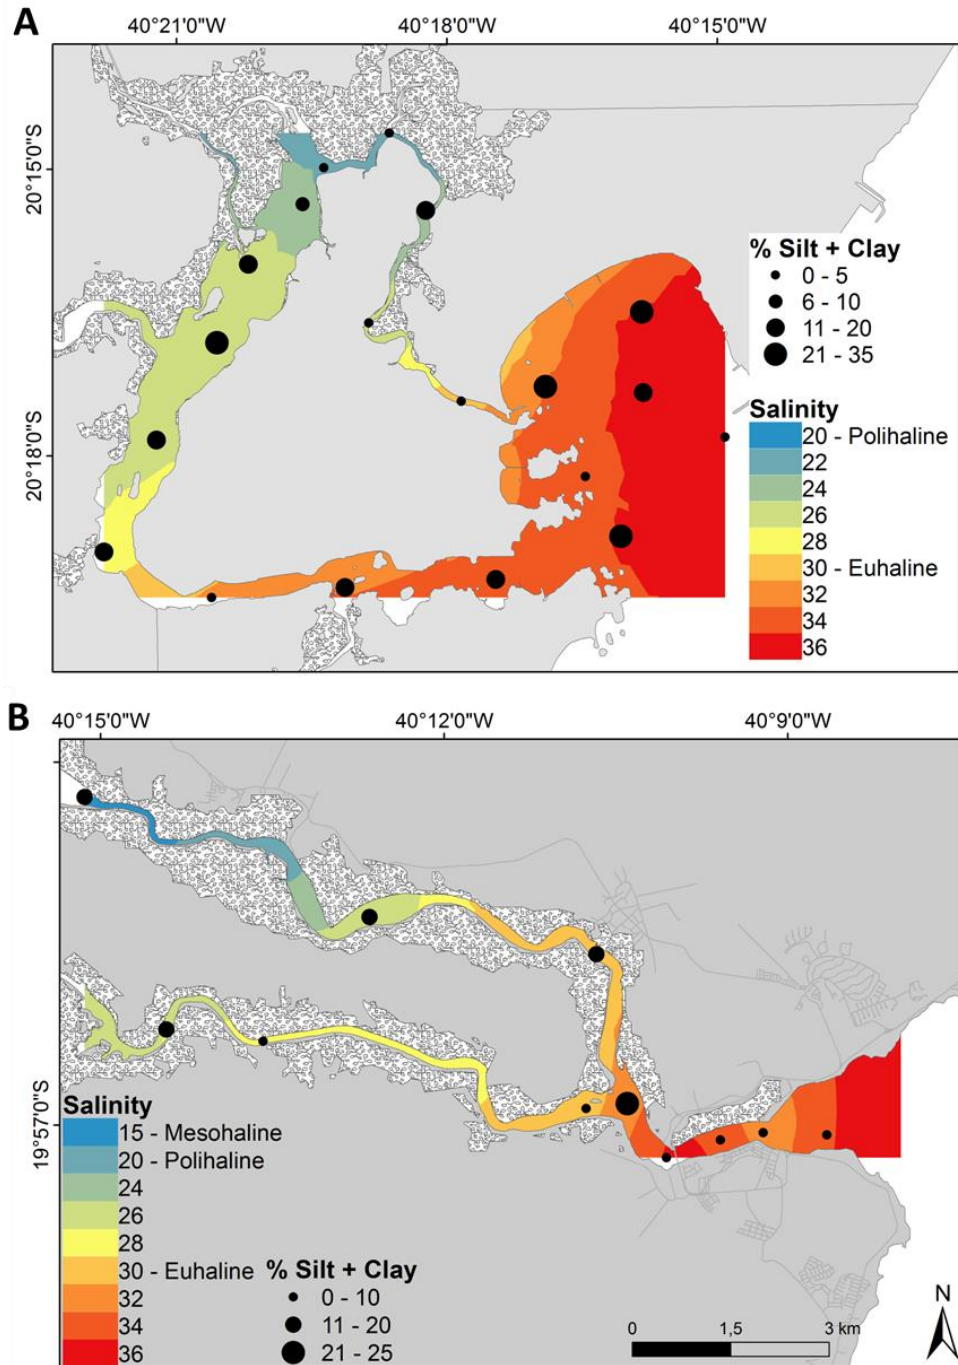 A
40°21'0"W
40°18'0"W
40°15'0"W
20°15'0"S
20°18'0"S
% Silt + Clay
0 - 5
6 - 10
11 - 20
21 - 35
Salinity
20 - Polihaline
22
24
26
28
30 - Euhaline
32
34
36
B
40°15'0"W
40°12'0"W
40°9'0"W
19°57'0"S
Salinity
15 - Mesohaline
20 - Polihaline
24
26
28
30 - Euhaline
32
34
36
% Silt + Clay
0 - 10
11 - 20
21 - 25
0
1,5
3 km
N